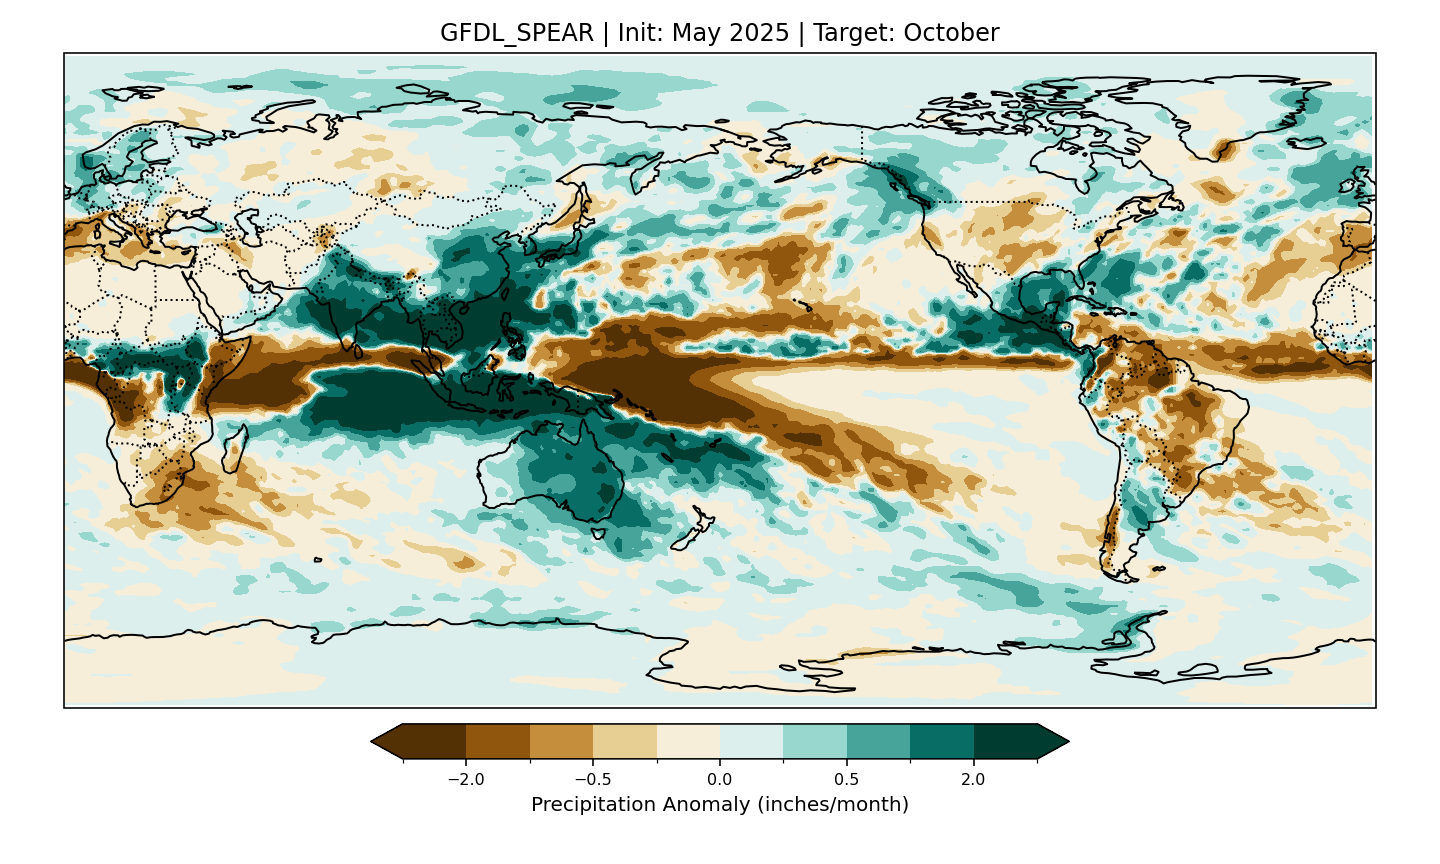 GFDL_SPEAR | Init: May 2025 | Target: October
−2.0 −0.5 0.0 0.5 2.0
Precipitation Anomaly (inches/month)